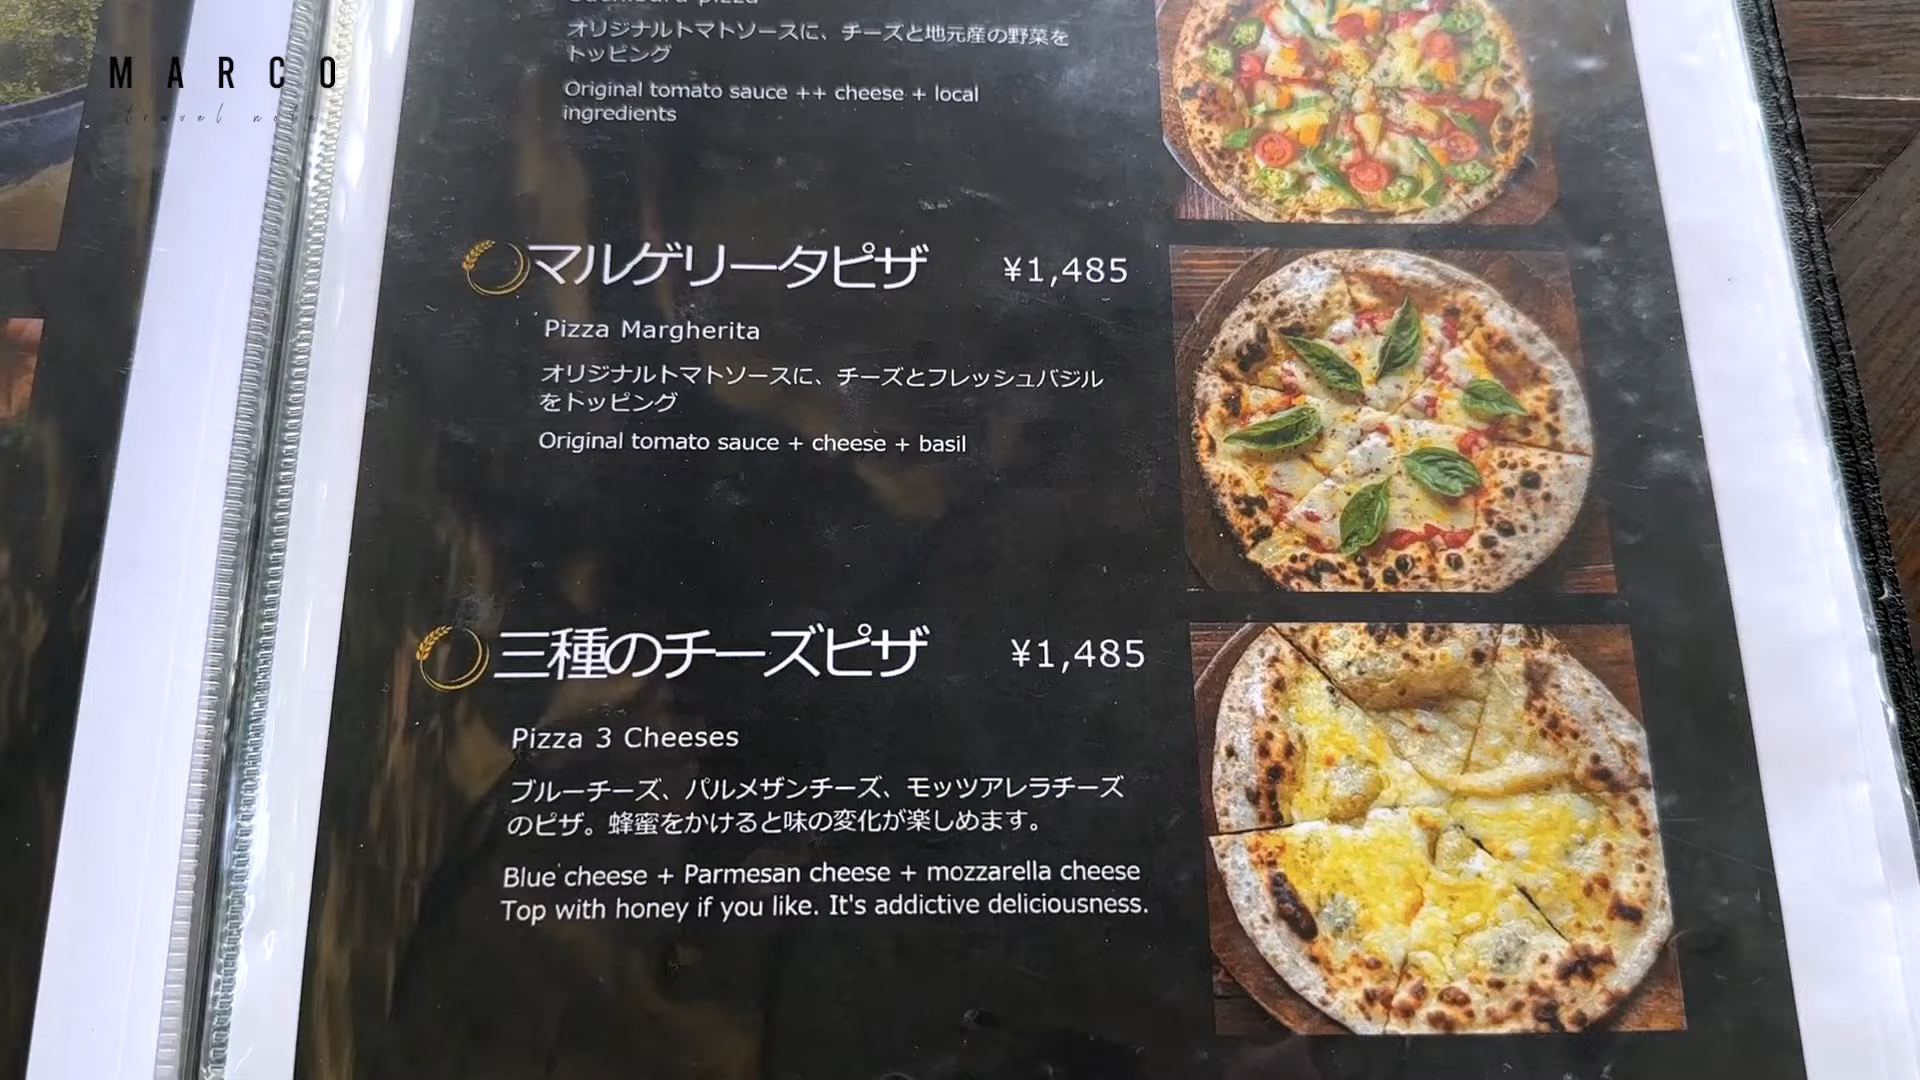 MARCO
travel note
オリジナルトマトソースに、チーズと地元産の野菜を
トッピング
Original tomato sauce ++ cheese + local
ingredients
マルゲリータピザ ¥1,485
Pizza Margherita
オリジナルトマトソースに、チーズとフレッシュバジル
をトッピング
Original tomato sauce + cheese + basil
三種のチーズピザ ¥1,485
Pizza 3 Cheeses
ブルーチーズ、パルメザンチーズ、モッツアレラチーズ
のピザ。蜂蜜をかけると味の変化が楽しめます。
Blue cheese + Parmesan cheese + mozzarella cheese
Top with honey if you like. It's addictive deliciousness.